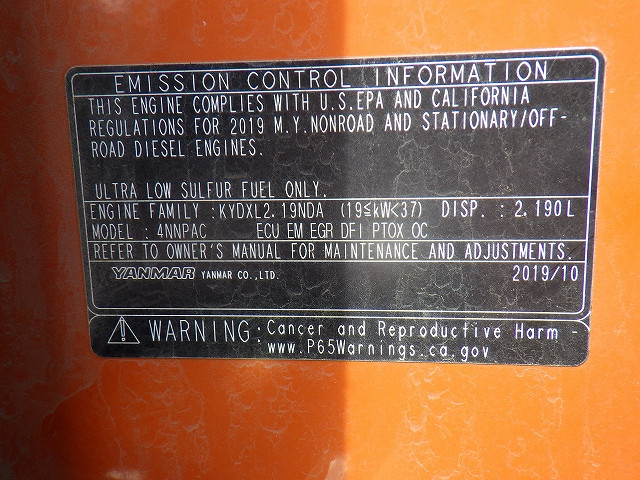 EMISSION CONTROL INFORMATION
THIS ENGINE COMPLIES WITH U.S.EPA AND CALIFORNIA
REGULATIONS FOR 2019 M.Y.NONROAD AND STATIONARY/OFF-
ROAD DIESEL ENGINES.
ULTRA LOW SULFUR FUEL ONLY.
ENGINE FAMILY :KYDXL2.19NDA (19≦kW<37) DISP. : 2.190L
MODEL : 4NNPAC ECU EM EGR DFI PTOX OC
REFER TO OWNER'S MANUAL FOR MAINTENANCE AND ADJUSTMENTS.
YANMAR YANMAR CO.,LTD. 2019/10
WARNING:Cancer and Reproductive Harm -
www.P65Warnings.ca.gov